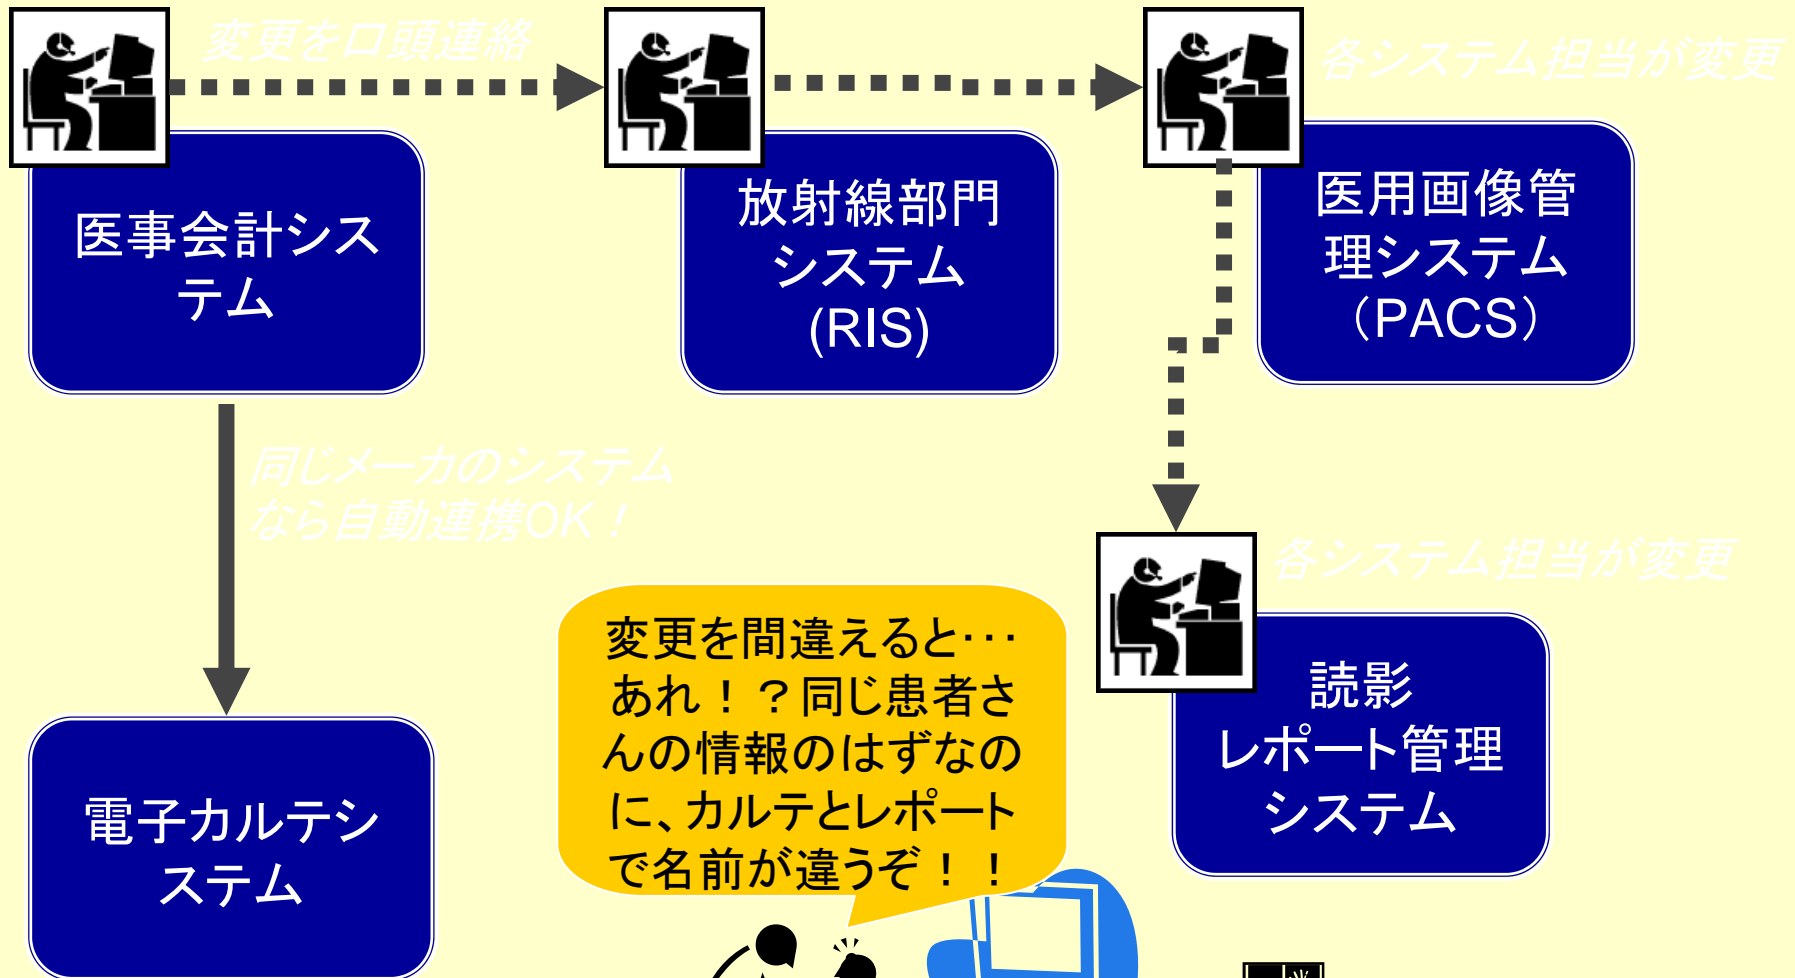 変更を口頭連絡
各システム担当が変更
医事会計シス
テム
放射線部門
システム
(RIS)
医用画像管
理システム
（PACS）
同じメーカのシステム
なら自動連携OK！
各システム担当が変更
変更を間違えると･･･
あれ！？同じ患者さ
んの情報のはずなの
に、カルテとレポート
で名前が違うぞ！！
読影
レポート管理
システム
電子カルテシ
ステム